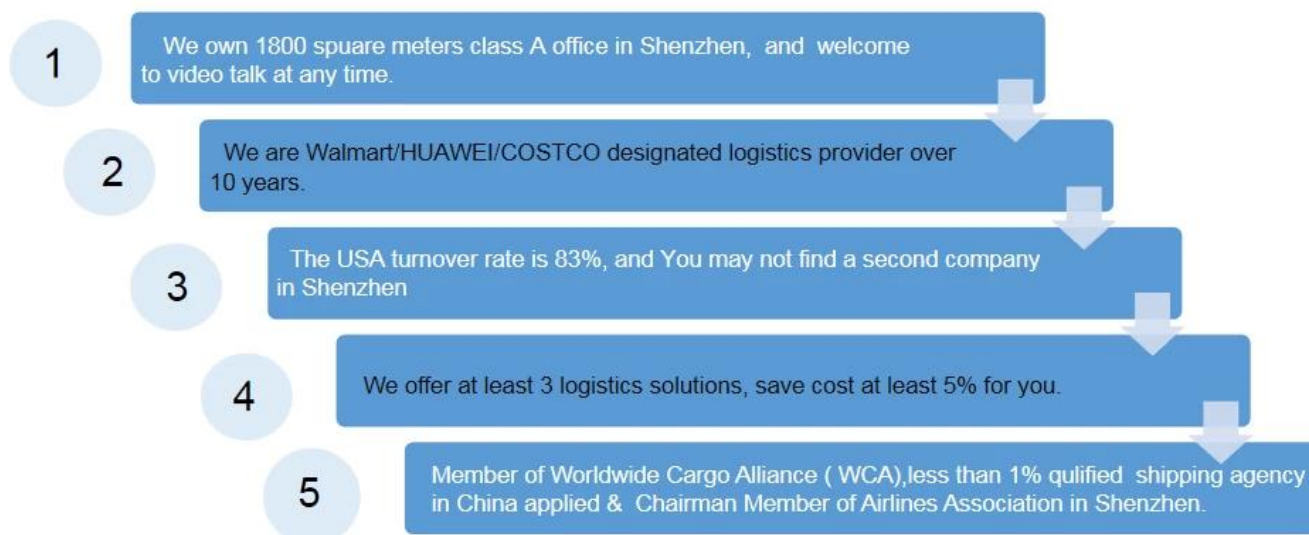 1
We own 1800 spuare meters class A office in Shenzhen, and welcome
to video talk at any time.
2
We are Walmart/HUAWEI/COSTCO designated logistics provider over
10 years.
3
The USA turnover rate is 83%, and You may not find a second company
in Shenzhen
4
We offer at least 3 logistics solutions, save cost at least 5% for you.
5
Member of Worldwide Cargo Alliance ( WCA),less than 1% qulified shipping agency
in China applied & Chairman Member of Airlines Association in Shenzhen.